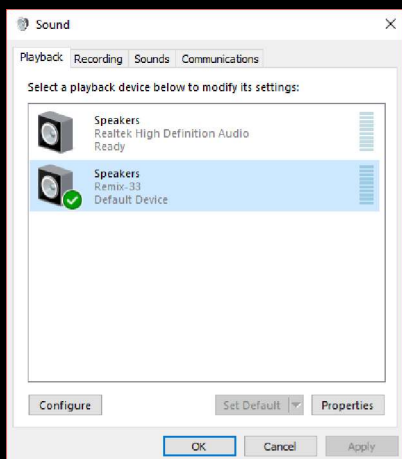 Sound
Playback Recording Sounds Communications
Select a playback device below to modify its settings:
Speakers
Realtek High Definition Audio
Ready
Speakers
Remix-33
Default Device
Configure Set Default Properties
OK Cancel Apply